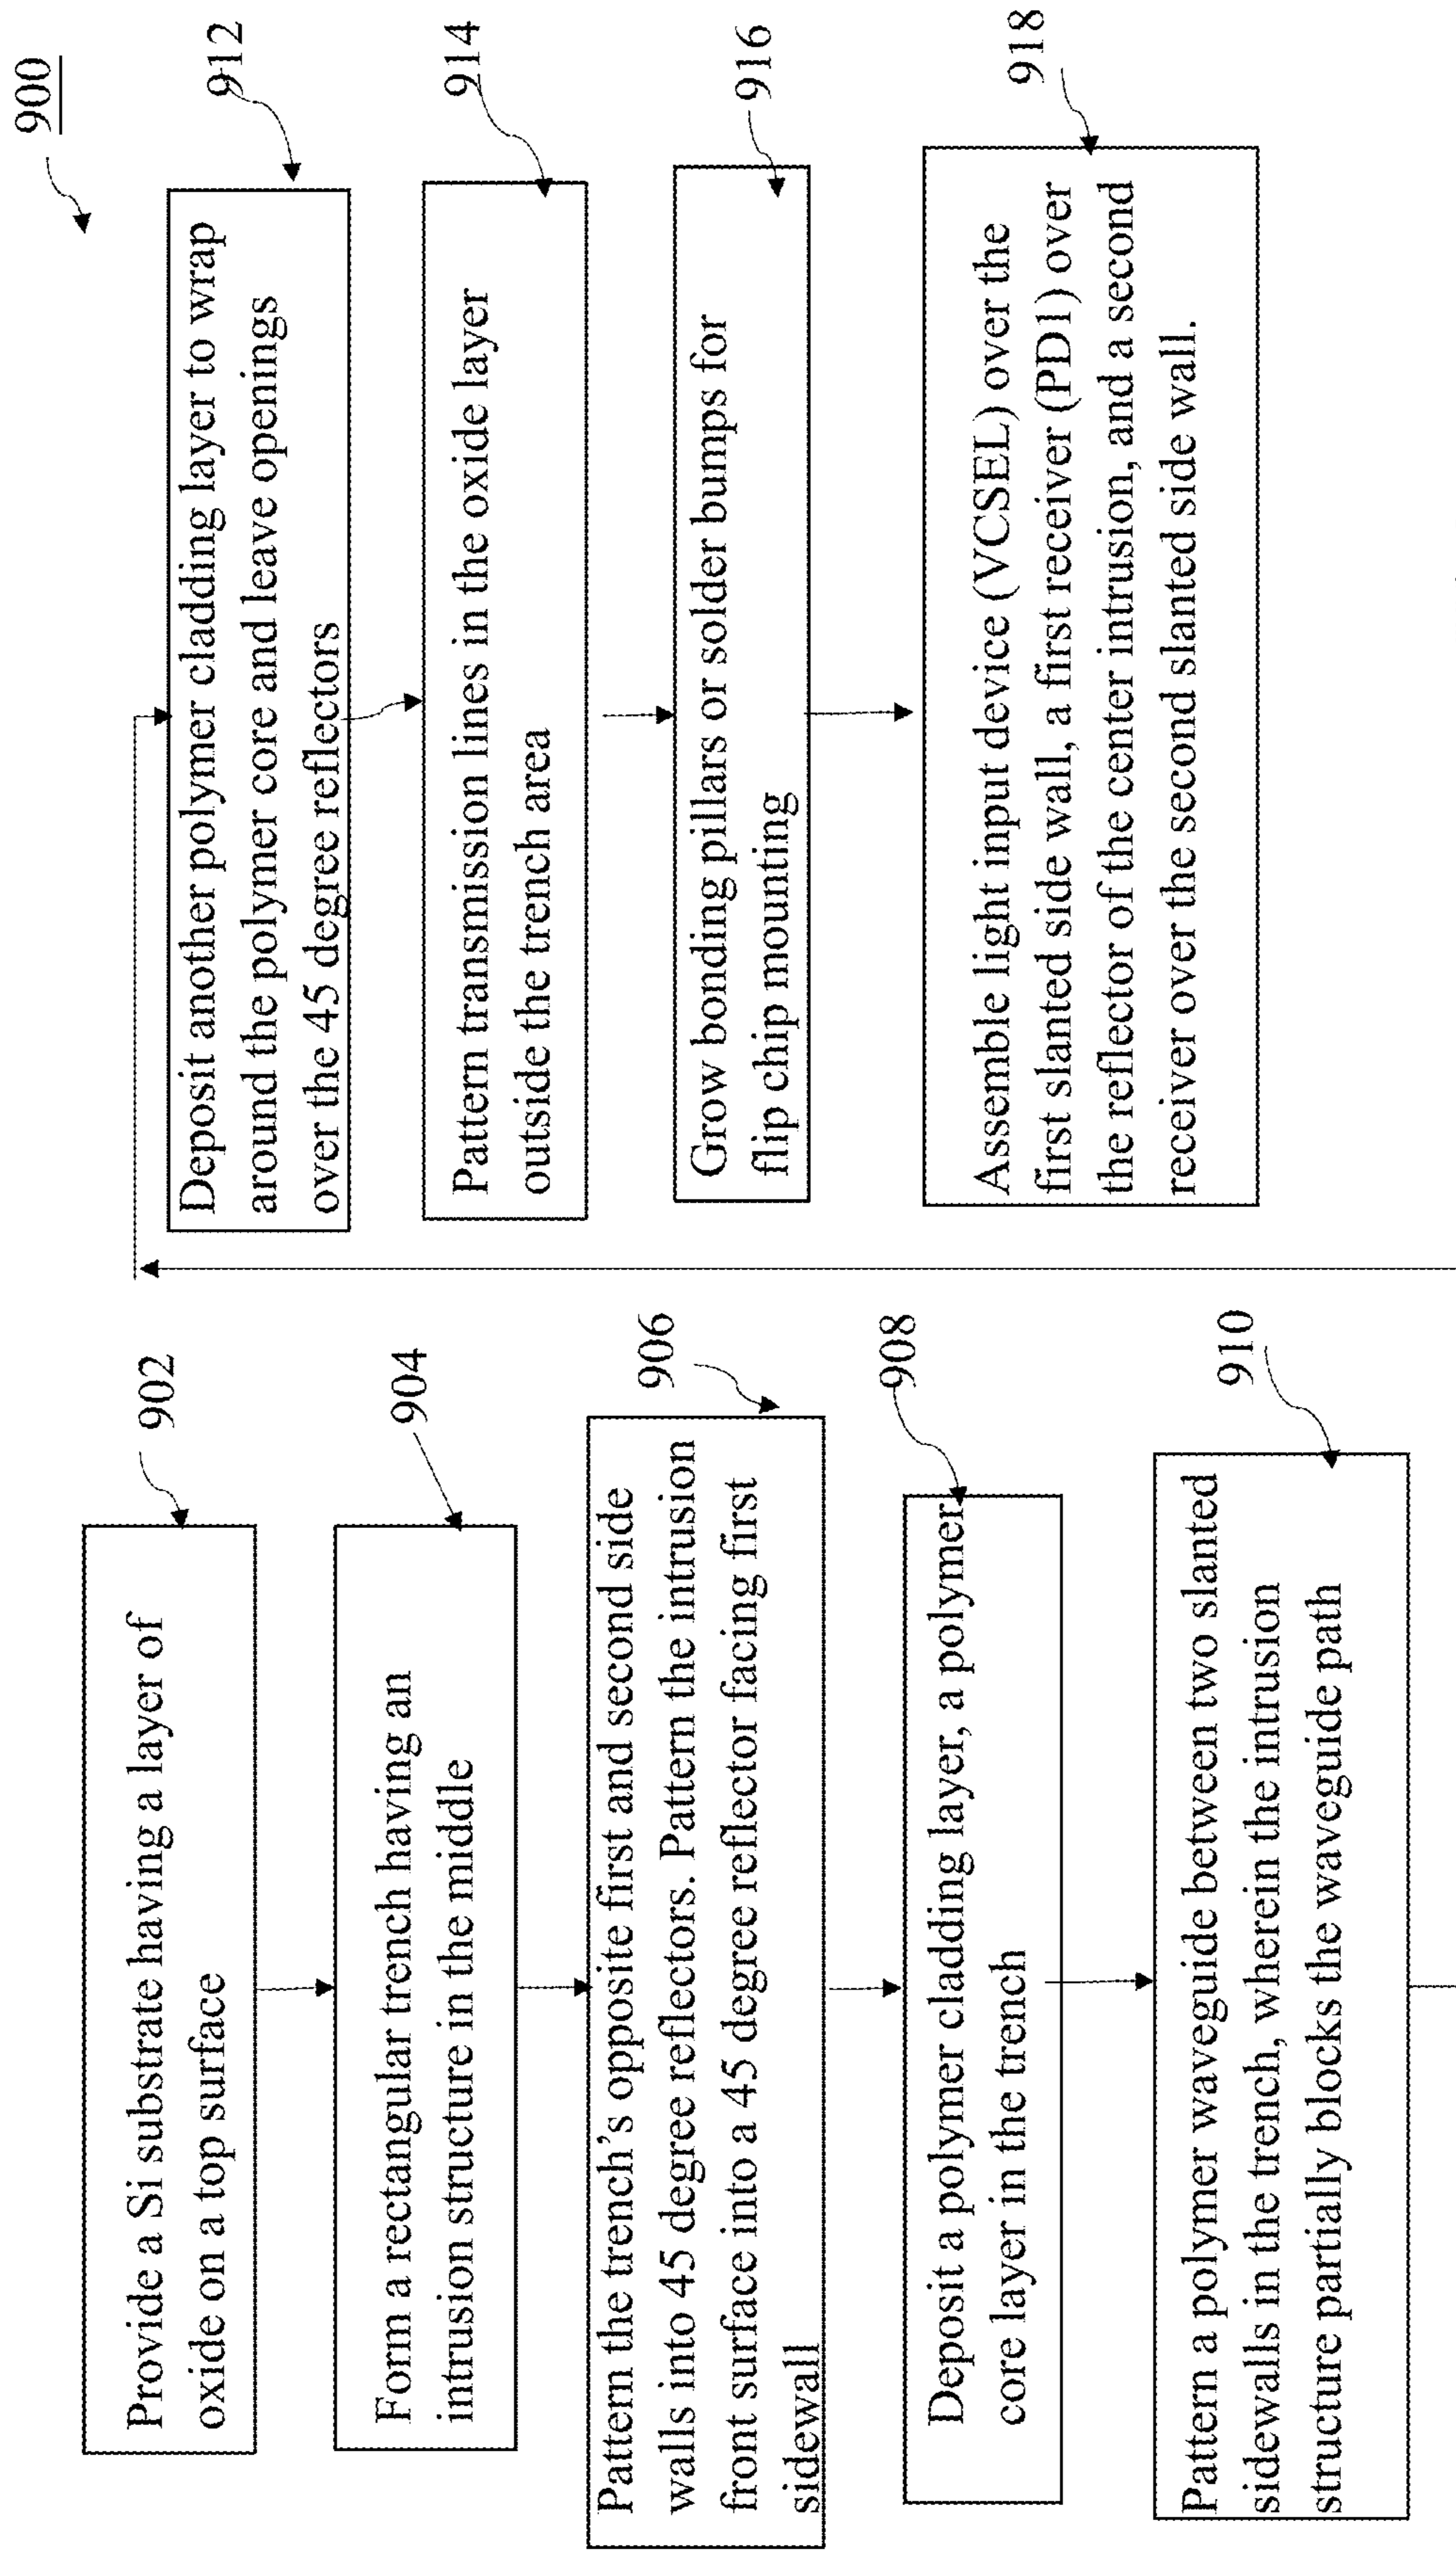 900
902
Provide a Si substrate having a layer of
oxide on a top surface
904
Form a rectangular trench having an
intrusion structure in the middle
906
Pattern the trench’s opposite first and second side
walls into 45 degree reflectors. Pattern the intrusion
front surface into a 45 degree reflector facing first
sidewall
908
Deposit a polymer cladding layer, a polymer
core layer in the trench
910
Pattern a polymer waveguide between two slanted
sidewalls in the trench, wherein the intrusion
structure partially blocks the waveguide path
912
Deposit another polymer cladding layer to wrap
around the polymer core and leave openings
over the 45 degree reflectors
914
Pattern transmission lines in the oxide layer
outside the trench area
916
Grow bonding pillars or solder bumps for
flip chip mounting
918
Assemble light input device (VCSEL) over the
first slanted side wall, a first receiver (PD1) over
the reflector of the center intrusion, and a second
receiver over the second slanted side wall.